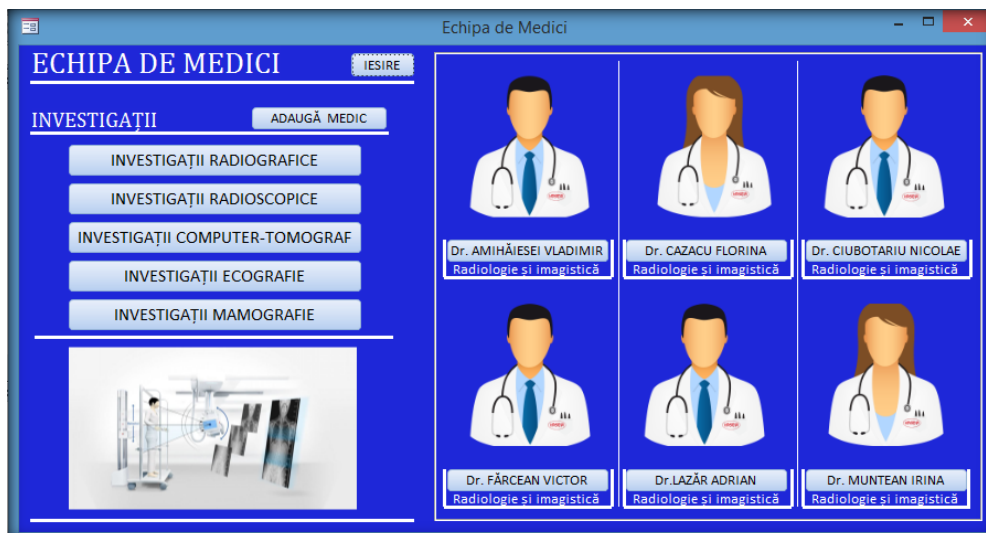 Echipa de Medici
ECHIPA DE MEDICI
IESIRE
INVESTIGAȚII
ADAUGĂ MEDIC
INVESTIGAȚII RADIOGRAFICE
INVESTIGAȚII RADIOSCOPICE
INVESTIGAȚII COMPUTER-TOMOGRAF
INVESTIGAȚII ECOGRAFIE
INVESTIGAȚII MAMOGRAFIE
Dr. AMIHĂIESEI VLADIMIR
Radiologie și imagistică
Dr. CAZACU FLORINA
Radiologie și imagistică
Dr. CIUBOTARIU NICOLAE
Radiologie și imagistică
Dr. FĂRCEAN VICTOR
Radiologie și imagistică
Dr.LAZĂR ADRIAN
Radiologie și imagistică
Dr. MUNTEAN IRINA
Radiologie și imagistică